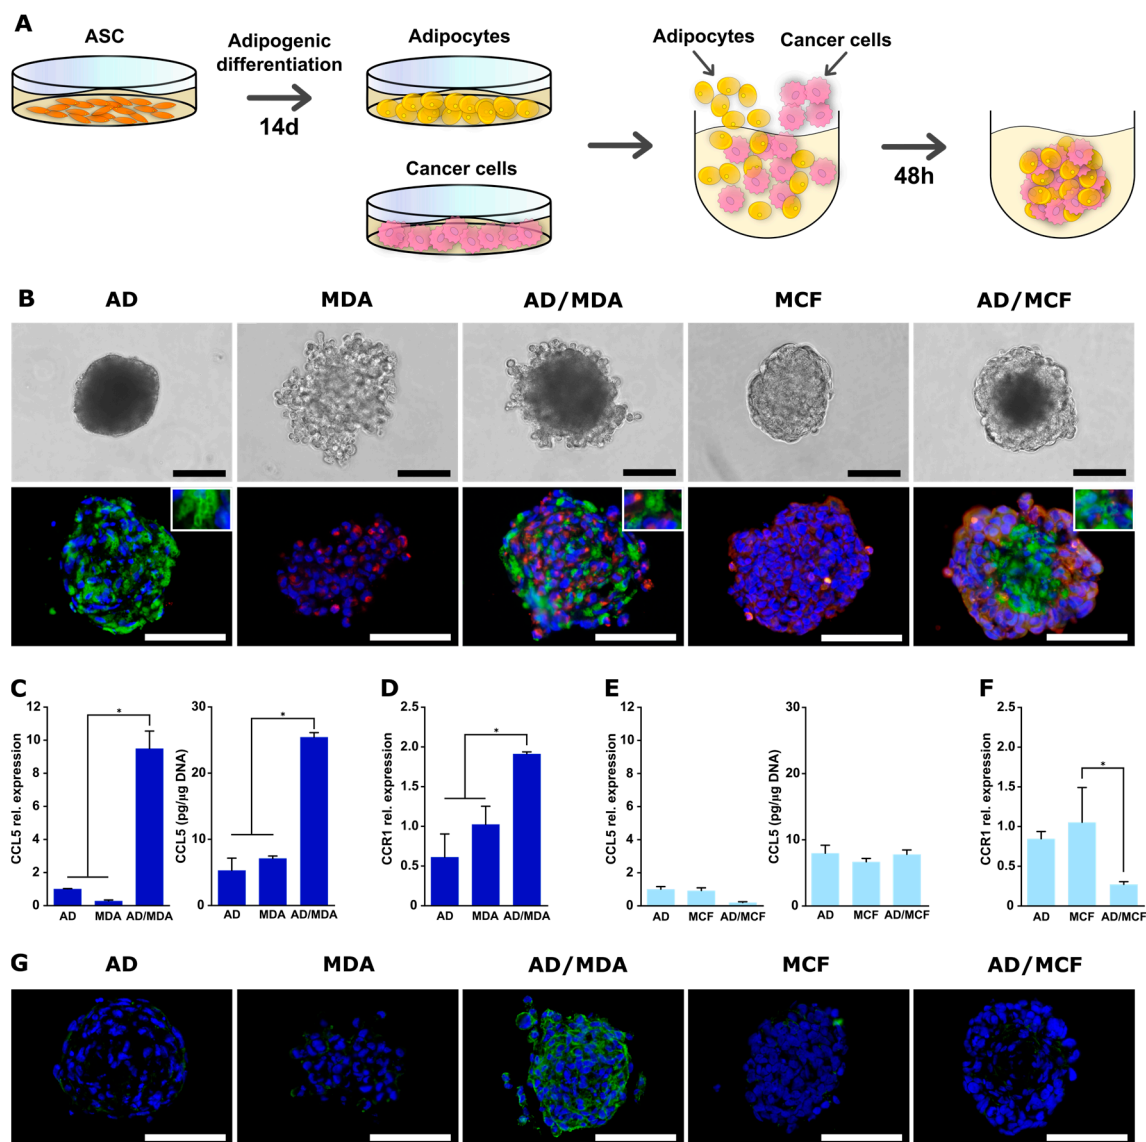 A
ASC
Adipogenic
differentiation
14d
Adipocytes
Cancer cells
Adipocytes
Cancer cells
48h
B
AD
MDA
AD/MDA
MCF
AD/MCF
C
CCL5 rel. expression
12
10
8
6
4
2
0
AD
MDA
AD/MDA
*
CCL5 (pg/µg DNA)
30
20
10
0
AD
MDA
AD/MDA
*
D
CCR1 rel. expression
2.5
2.0
1.5
1.0
0.5
0.0
AD
MDA
AD/MDA
*
E
CCL5 rel. expression
12
10
8
6
4
2
0
AD
MCF
AD/MCF
CCL5 (pg/µg DNA)
30
20
10
0
AD
MCF
AD/MCF
F
CCR1 rel. expression
2.5
2.0
1.5
1.0
0.5
0.0
AD
MCF
AD/MCF
*
G
AD
MDA
AD/MDA
MCF
AD/MCF